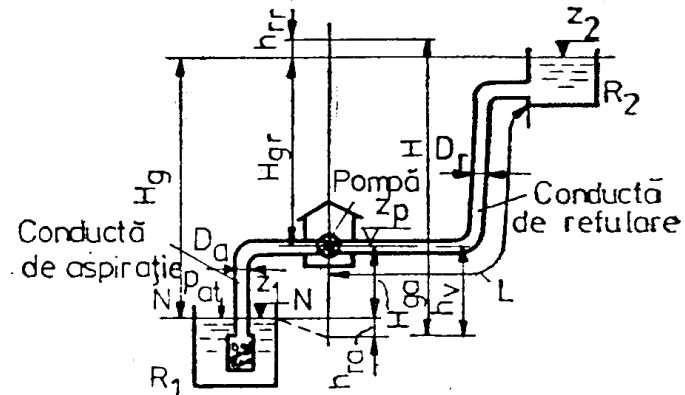 h_rr
z_2
H_g
H_gr
H
R_2
D_r
Pompă
z_p
Conductă
de refulare
Conductă
de aspirație
D_a
p_at
N
z_1
N
H_ga
h_v
L
h_ra
R_1